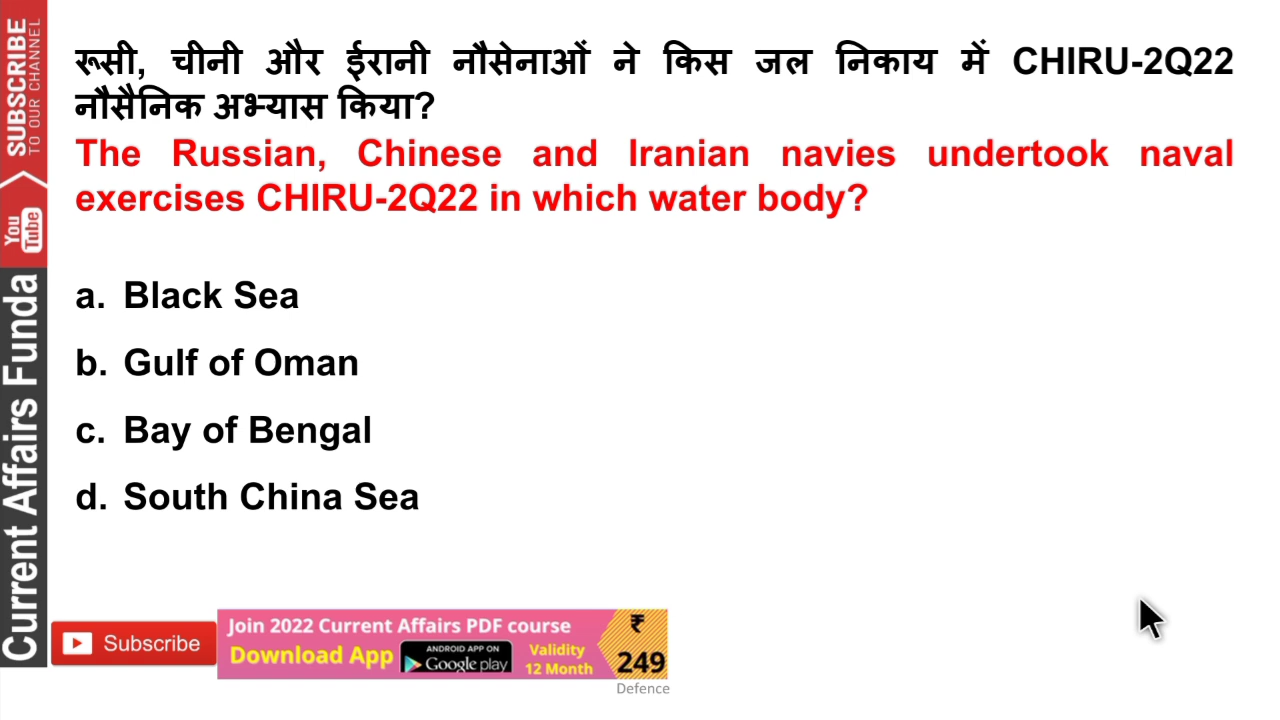 रूसी, चीनी और ईरानी नौसेनाओं ने किस जल निकाय में CHIRU-2Q22
नौसैनिक अभ्यास किया?
The Russian, Chinese and Iranian navies undertook naval
exercises CHIRU-2Q22 in which water body?
a. Black Sea
b. Gulf of Oman
c. Bay of Bengal
d. South China Sea
SUBSCRIBE
TO OUR CHANNEL
You
Tube
Current Affairs Funda
Subscribe
Join 2022 Current Affairs PDF course
Download App
ANDROID APP ON
Google play
Validity
12 Month
₹
249
Defence